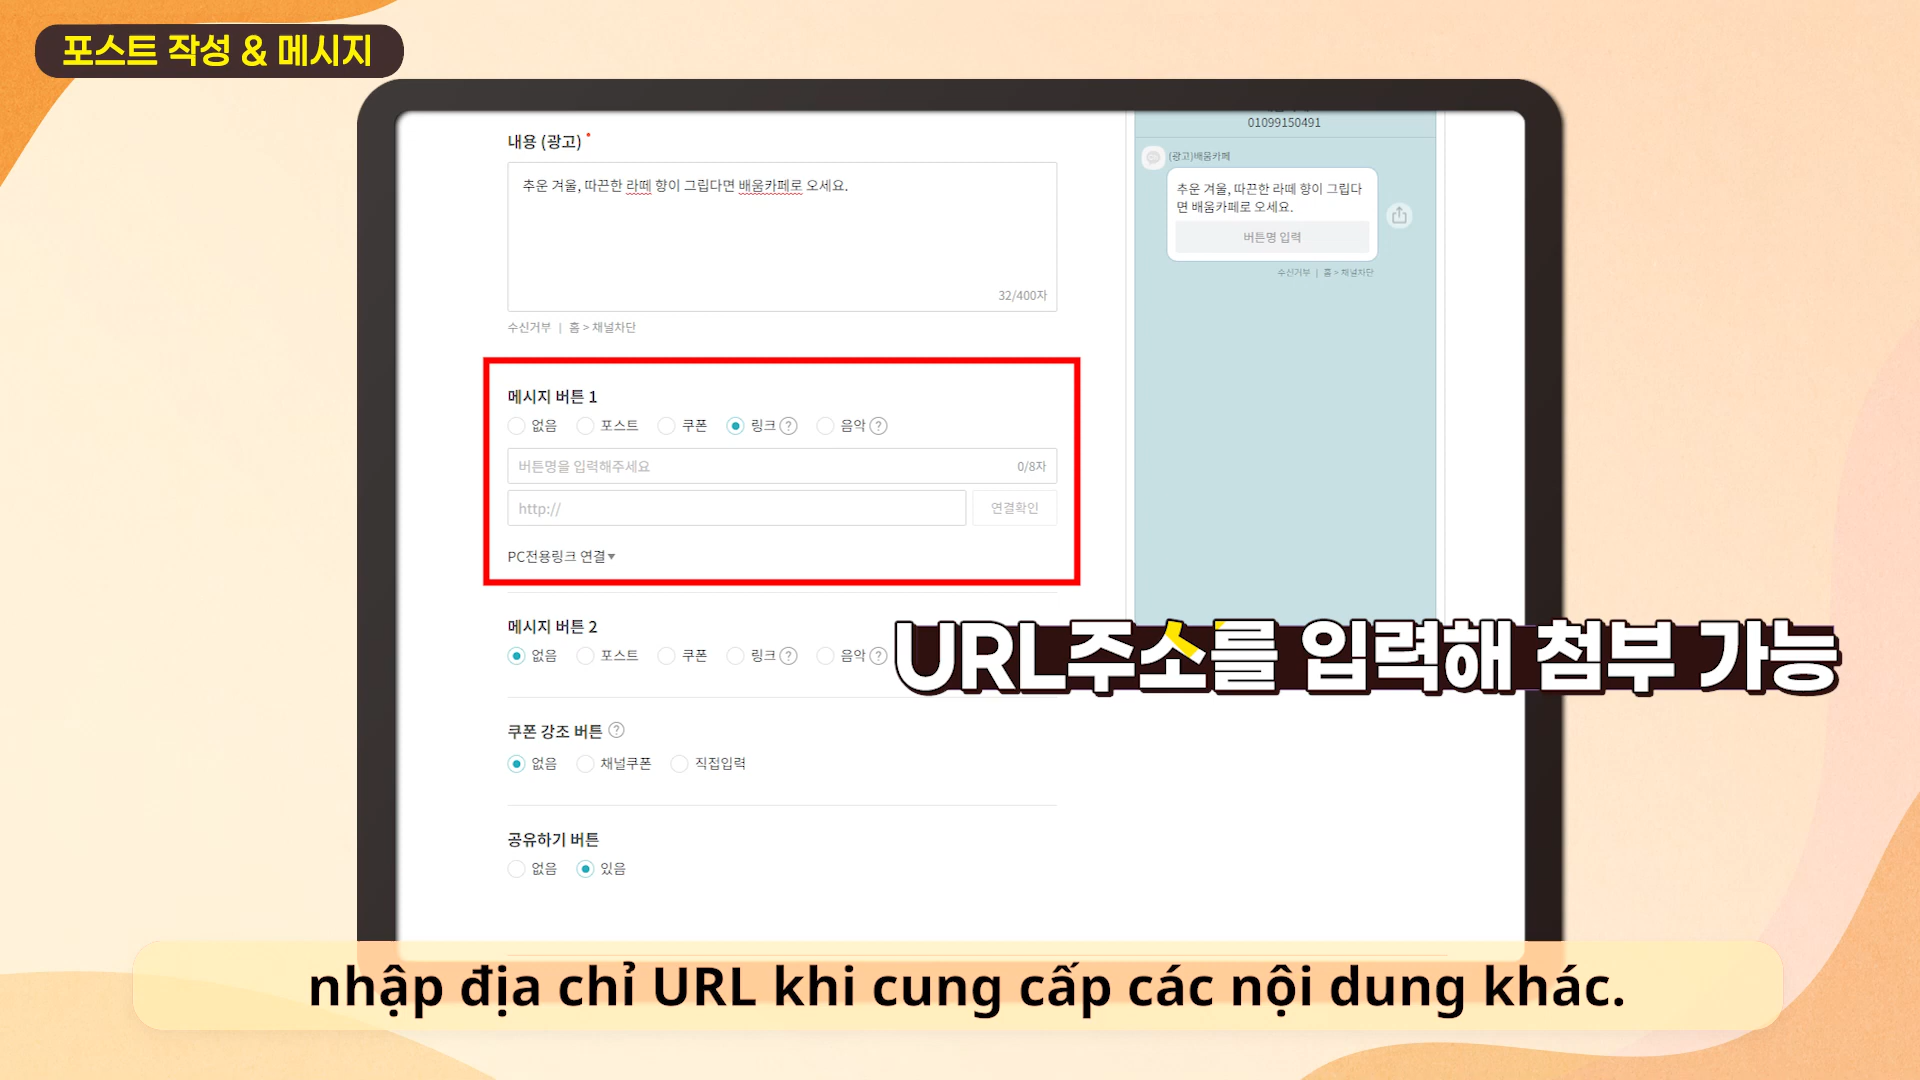 포스트 작성 & 메시지
내용 (광고) *
추운 겨울, 따끈한 라떼 향이 그립다면 배움카페로 오세요.
32/400자
수신거부 | 홈 > 채널차단
메시지 버튼 1
없음 포스트 쿠폰 링크 ? 음악 ?
버튼명을 입력해주세요 0/8자
http:// 연결확인
PC전용링크 연결▾
메시지 버튼 2
없음 포스트 쿠폰 링크 ? 음악 ?
쿠폰 강조 버튼 ?
없음 채널쿠폰 직접입력
공유하기 버튼
없음 있음
01099150491
(광고)배움카페
추운 겨울, 따끈한 라떼 향이 그립다
면 배움카페로 오세요.
버튼명 입력
수신거부 | 홈 > 채널차단
URL주소를 입력해 첨부 가능
nhập địa chỉ URL khi cung cấp các nội dung khác.